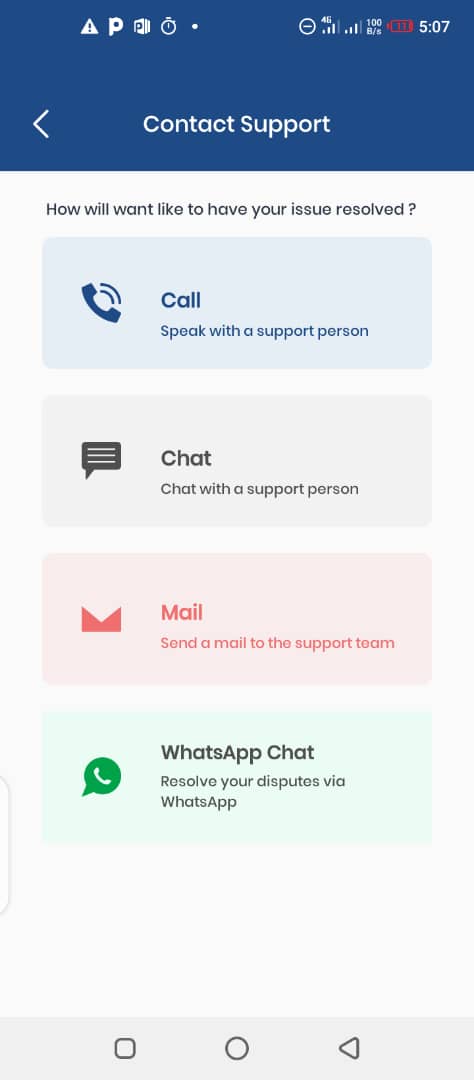 4G 100 B/s 11 5:07
Contact Support
How will want like to have your issue resolved ?
Call
Speak with a support person
Chat
Chat with a support person
Mail
Send a mail to the support team
WhatsApp Chat
Resolve your disputes via
WhatsApp